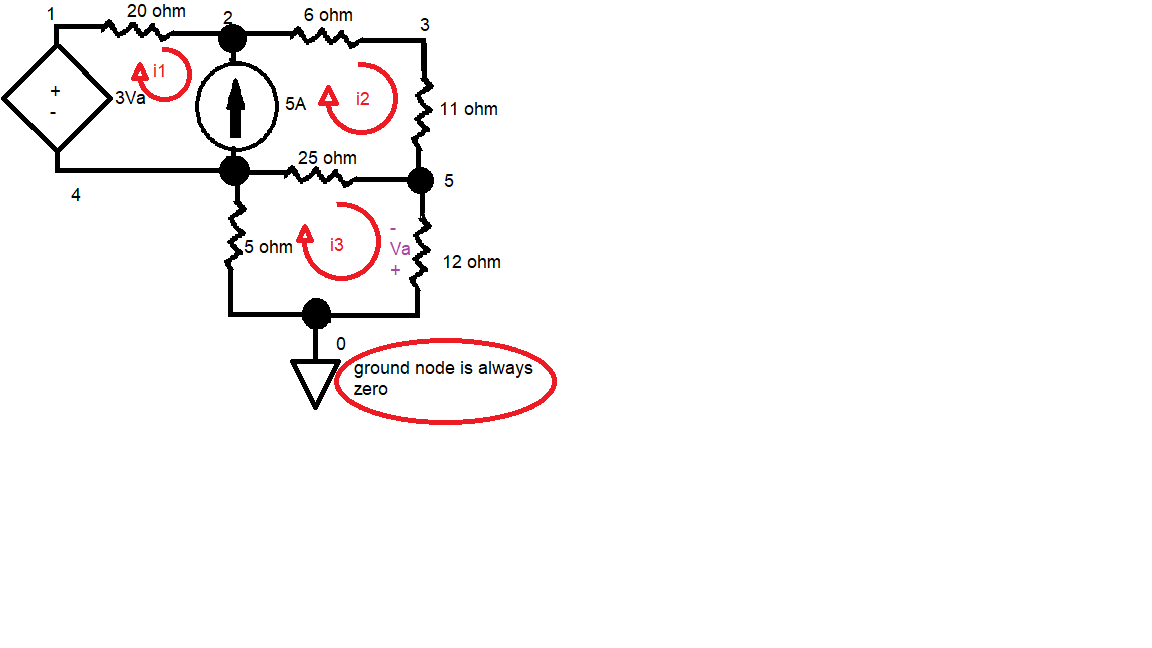 1
20 ohm
2
6 ohm
3
i1
+
-
3Va
5A
i2
11 ohm
25 ohm
4
5
5 ohm
i3
-
Va
+
12 ohm
0
ground node is always
zero